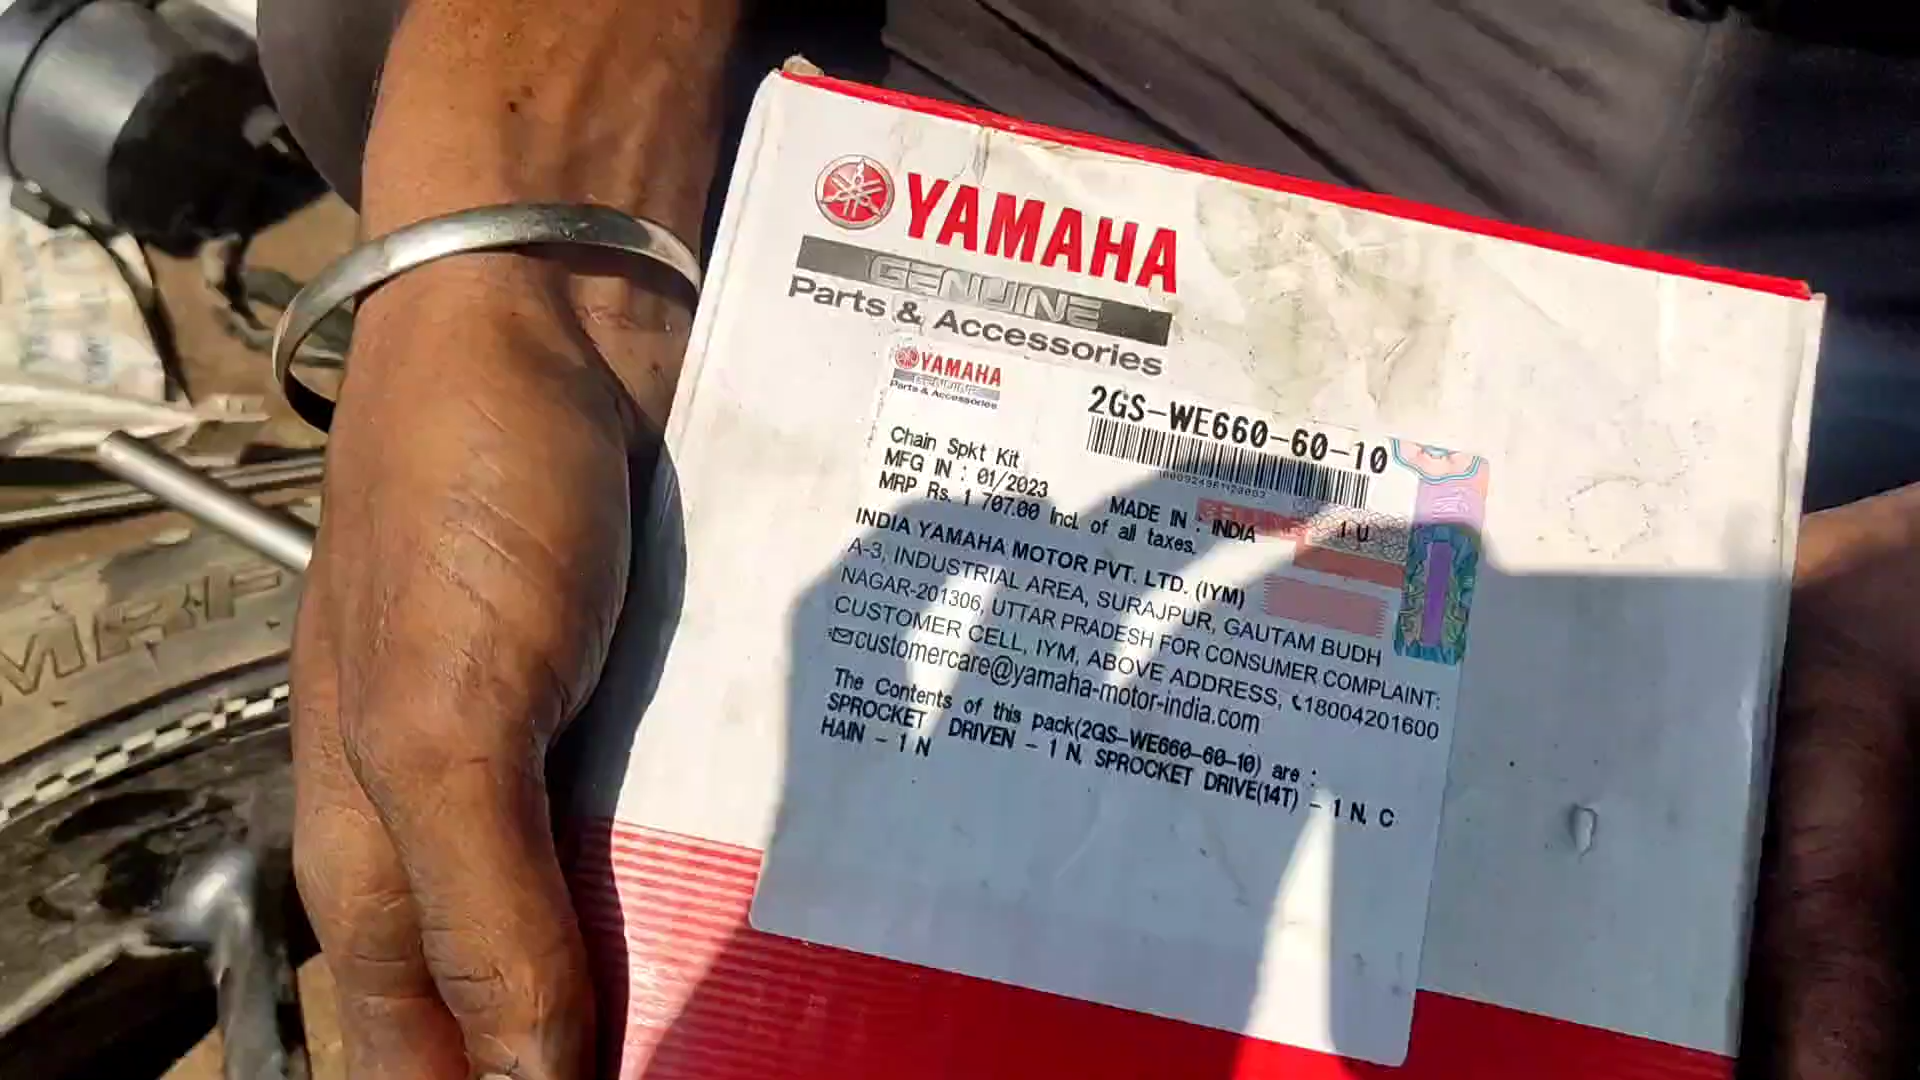 YAMAHA
GENUINE
Parts & Accessories
YAMAHA
GENUINE
Parts & Accessories
2GS-WE660-60-10
Chain Spkt Kit
MFG IN : 01/2023
MADE IN : INDIA 1 U
MRP Rs. 1 707.00 Incl. of all taxes.
INDIA YAMAHA MOTOR PVT. LTD. (IYM)
A-3, INDUSTRIAL AREA, SURAJPUR, GAUTAM BUDH
NAGAR-201306, UTTAR PRADESH FOR CONSUMER COMPLAINT:
CUSTOMER CELL, IYM, ABOVE ADDRESS, 18004201600
customercare@yamaha-motor-india.com
The Contents of this pack(2GS-WE660-60-10) are :
SPROCKET DRIVEN - 1 N, SPROCKET DRIVE(14T) - 1 N, C
HAIN - 1 N
MRF